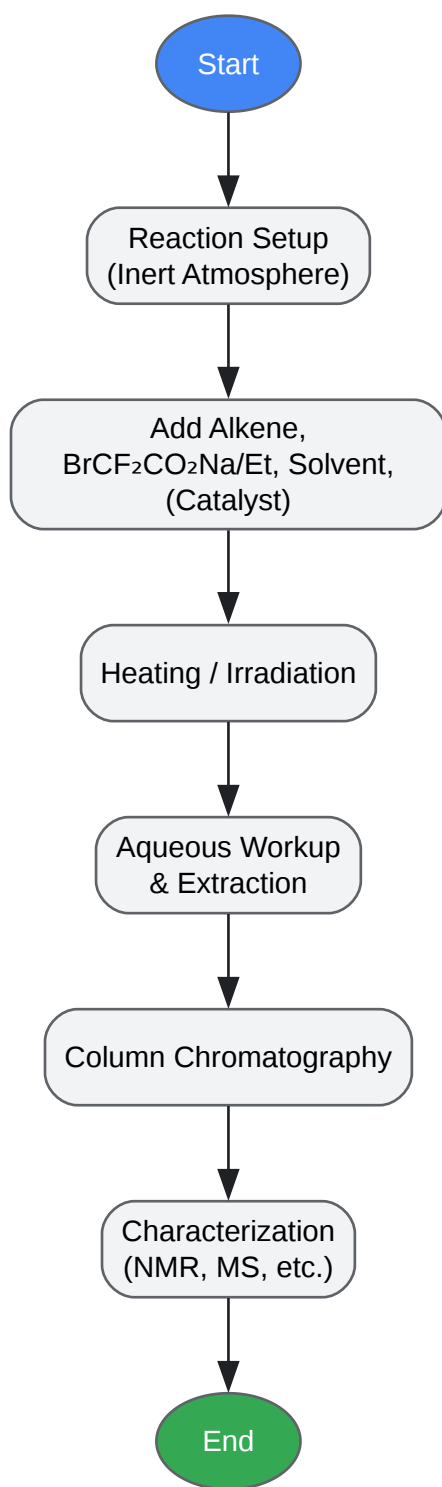 Start
Reaction Setup
(Inert Atmosphere)
Add Alkene,
BrCF₂CO₂Na/Et, Solvent,
(Catalyst)
Heating / Irradiation
Aqueous Workup
& Extraction
Column Chromatography
Characterization
(NMR, MS, etc.)
End